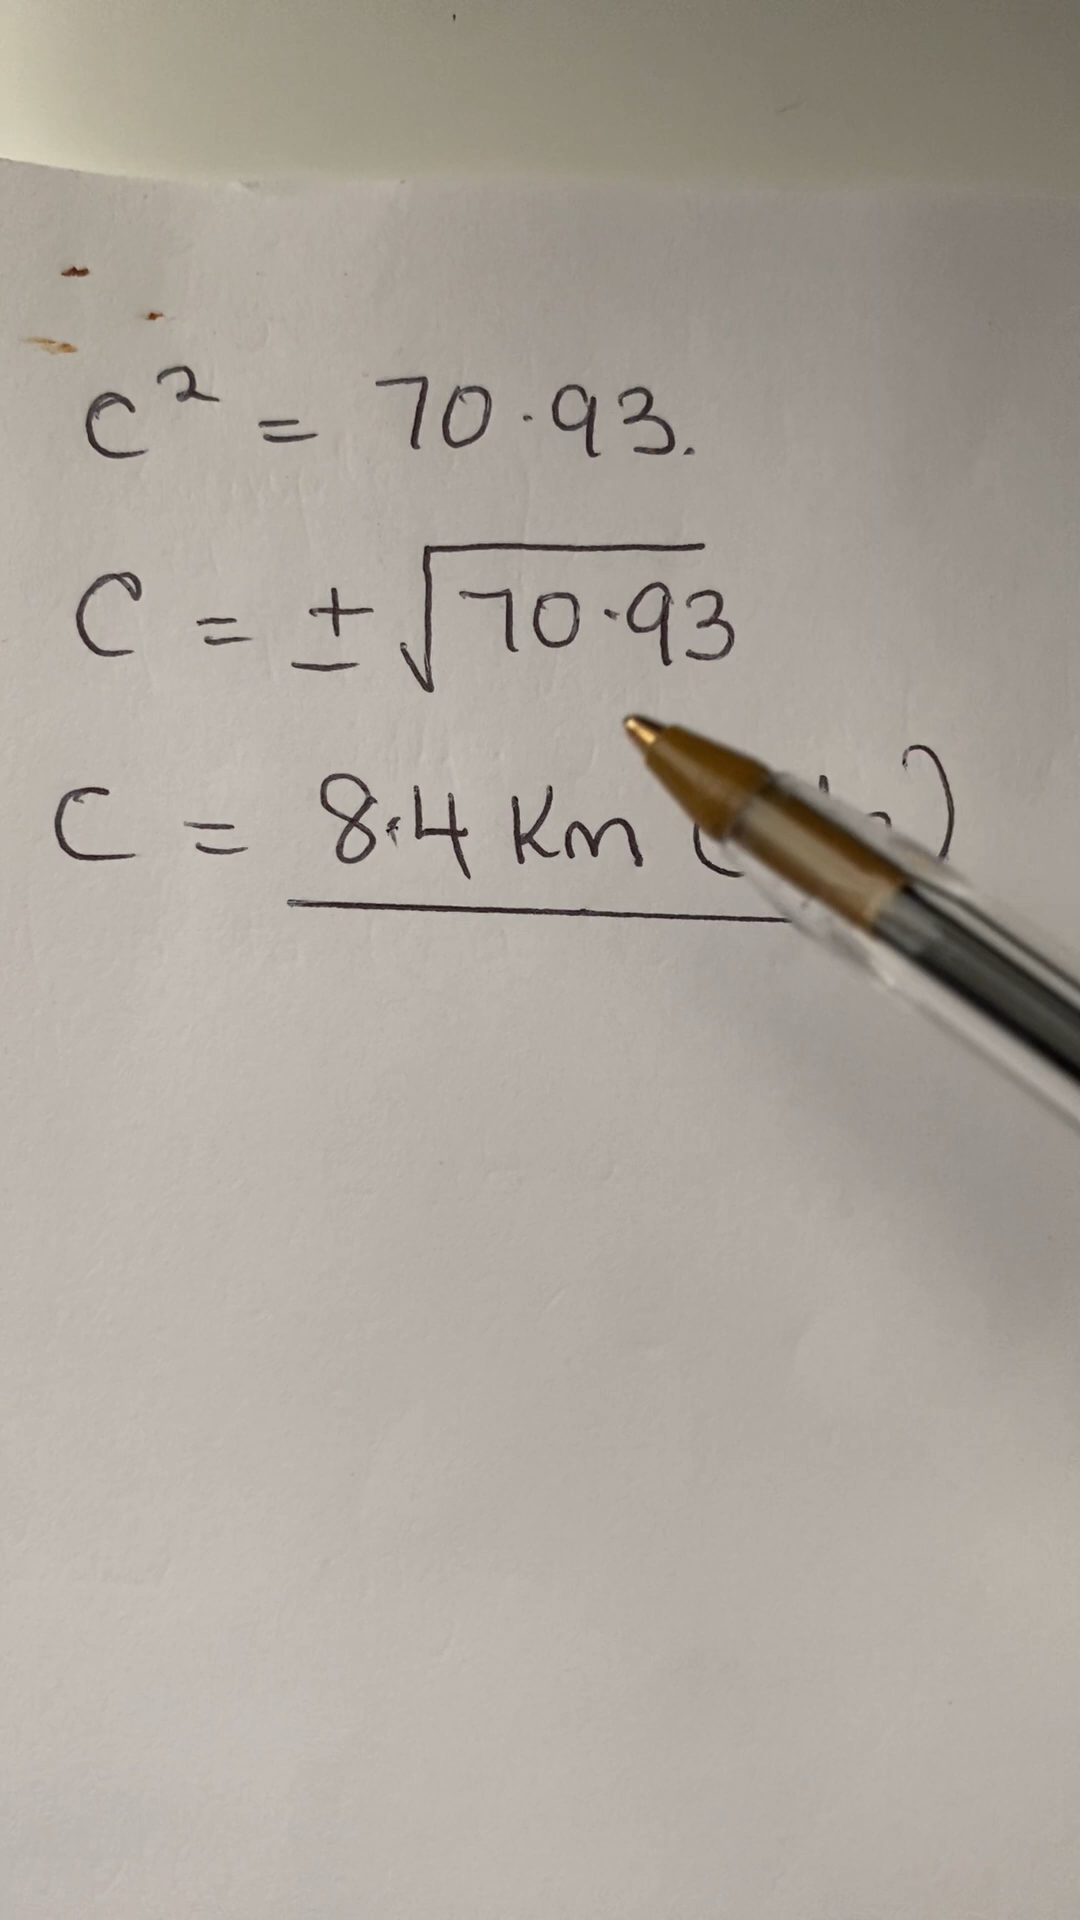 C² = 70.93.
C = ±√70.93
C = 8.4 Km